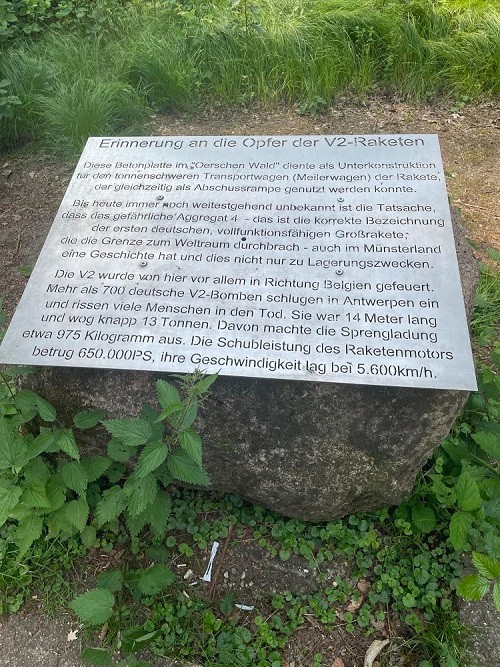 Erinnerung an die Opfer der V2-Raketen
Diese Betonplatte im "Oerschen Wald" diente als Unterkonstruktion
für den tonnenschweren Transportwagen (Meilerwagen) der Rakete,
der gleichzeitig als Abschussrampe genutzt werden konnte.
Bis heute immer noch weitestgehend unbekannt ist die Tatsache,
dass das gefährliche Aggregat 4 - das ist die korrekte Bezeichnung
der ersten deutschen, vollfunktionsfähigen Großrakete,
die die Grenze zum Weltraum durchbrach - auch im Münsterland
eine Geschichte hat und dies nicht nur zu Lagerungszwecken.
Die V2 wurde von hier vor allem in Richtung Belgien gefeuert.
Mehr als 700 deutsche V2-Bomben schlugen in Antwerpen ein
und rissen viele Menschen in den Tod. Sie war 14 Meter lang
und wog knapp 13 Tonnen. Davon machte die Sprengladung
etwa 975 Kilogramm aus. Die Schubleistung des Raketenmotors
betrug 650.000PS, ihre Geschwindigkeit lag bei 5.600km/h.